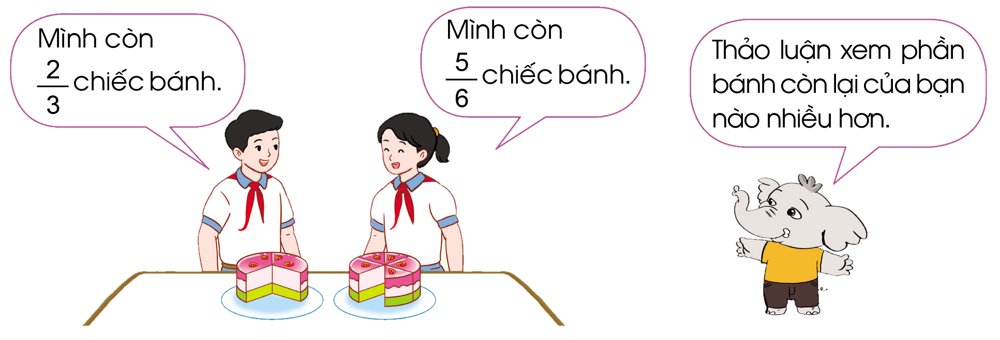 Mình còn
2/3 chiếc bánh.
Mình còn
5/6 chiếc bánh.
Thảo luận xem phần
bánh còn lại của bạn
nào nhiều hơn.